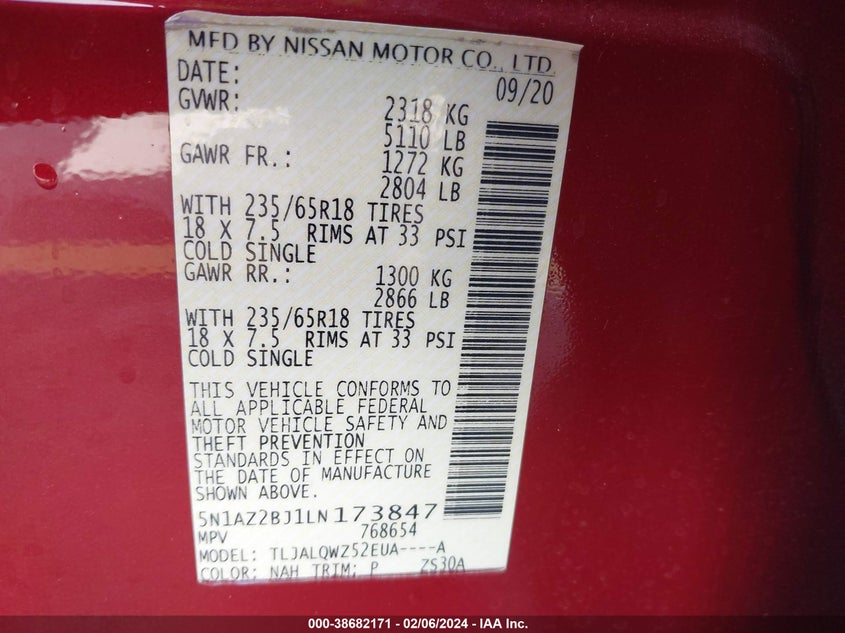 MFD BY NISSAN MOTOR CO., LTD.
DATE: 09/20
GVWR: 2318 KG
5110 LB
GAWR FR.: 1272 KG
2804 LB
WITH 235/65R18 TIRES
18 X 7.5 RIMS AT 33 PSI
COLD SINGLE
GAWR RR.: 1300 KG
2866 LB
WITH 235/65R18 TIRES
18 X 7.5 RIMS AT 33 PSI
COLD SINGLE
THIS VEHICLE CONFORMS TO
ALL APPLICABLE FEDERAL
MOTOR VEHICLE SAFETY AND
THEFT PREVENTION
STANDARDS IN EFFECT ON
THE DATE OF MANUFACTURE
SHOWN ABOVE.
5N1AZ2BJ1LN173847
MPV 768654
MODEL: TLJALQWZ52EUA----A
COLOR: NAH TRIM: P ZS30A
000-38682171 - 02/06/2024 - IAA Inc.